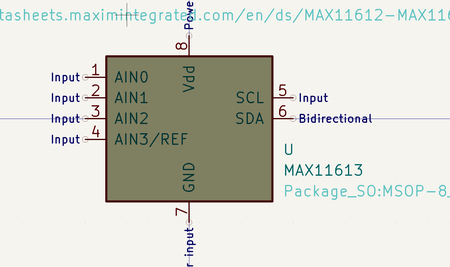 tasheets.maximintegrated.com/en/ds/MAX11612-MAX116
Powe
8
Vdd
Input 1 AIN0
Input 2 AIN1 SCL 5 Input
Input 3 AIN2 SDA 6 Bidirectional
Input 4 AIN3/REF
U
GND MAX11613
Package_SO:MSOP-8_
7
r input